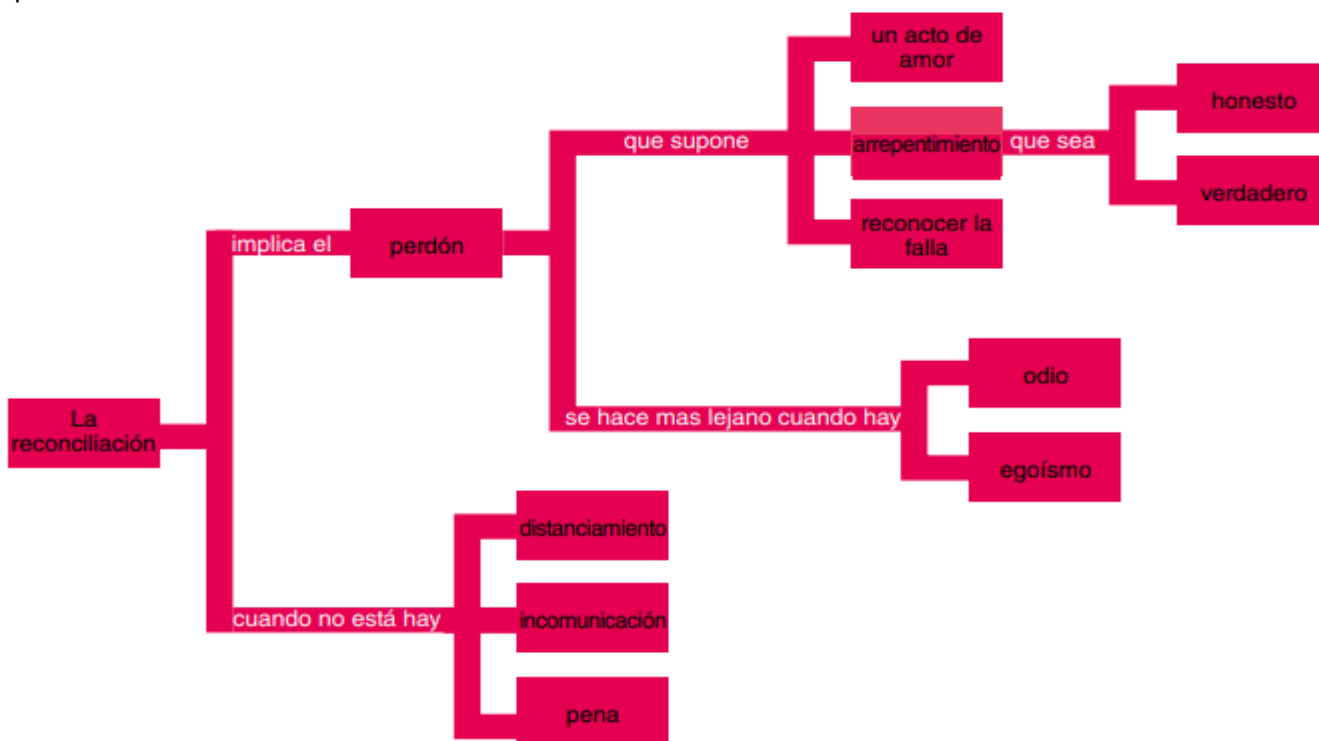 un acto de
amor
honesto
que supone
arrepentimiento
que sea
verdadero
reconocer la
falla
implica el
perdón
odio
La
reconciliación
se hace mas lejano cuando hay
egoísmo
distanciamiento
cuando no está hay
incomunicación
pena